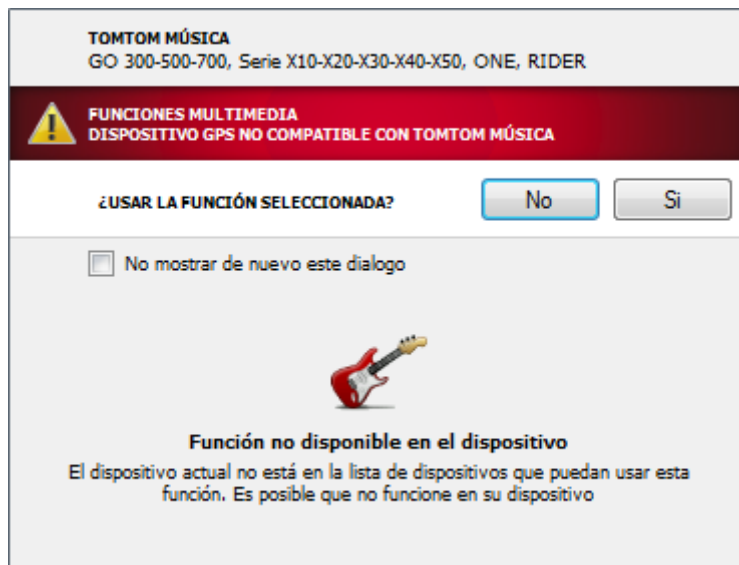 TOMTOM MÚSICA
GO 300-500-700, Serie X10-X20-X30-X40-X50, ONE, RIDER
FUNCIONES MULTIMEDIA
DISPOSITIVO GPS NO COMPATIBLE CON TOMTOM MÚSICA
¿USAR LA FUNCIÓN SELECCIONADA?
No
Si
No mostrar de nuevo este dialogo
Función no disponible en el dispositivo
El dispositivo actual no está en la lista de dispositivos que puedan usar esta
función. Es posible que no funcione en su dispositivo